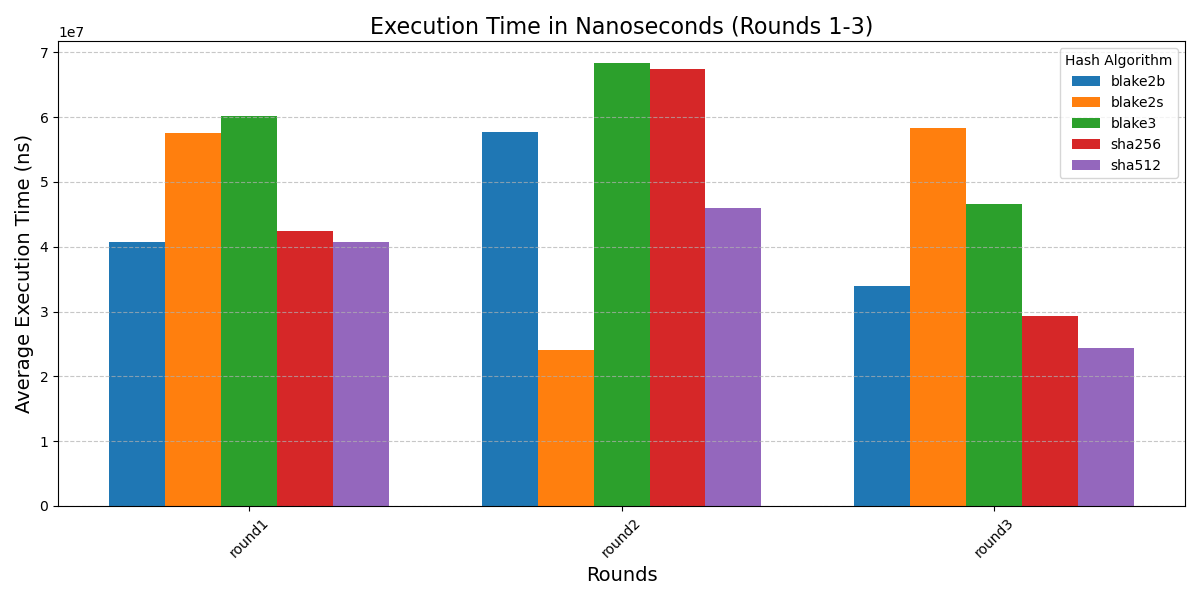 Execution Time in Nanoseconds (Rounds 1-3)
1e7
7
6
5
4
3
2
1
0
Average Execution Time (ns)
Hash Algorithm
blake2b
blake2s
blake3
sha256
sha512
round1
round2
round3
Rounds